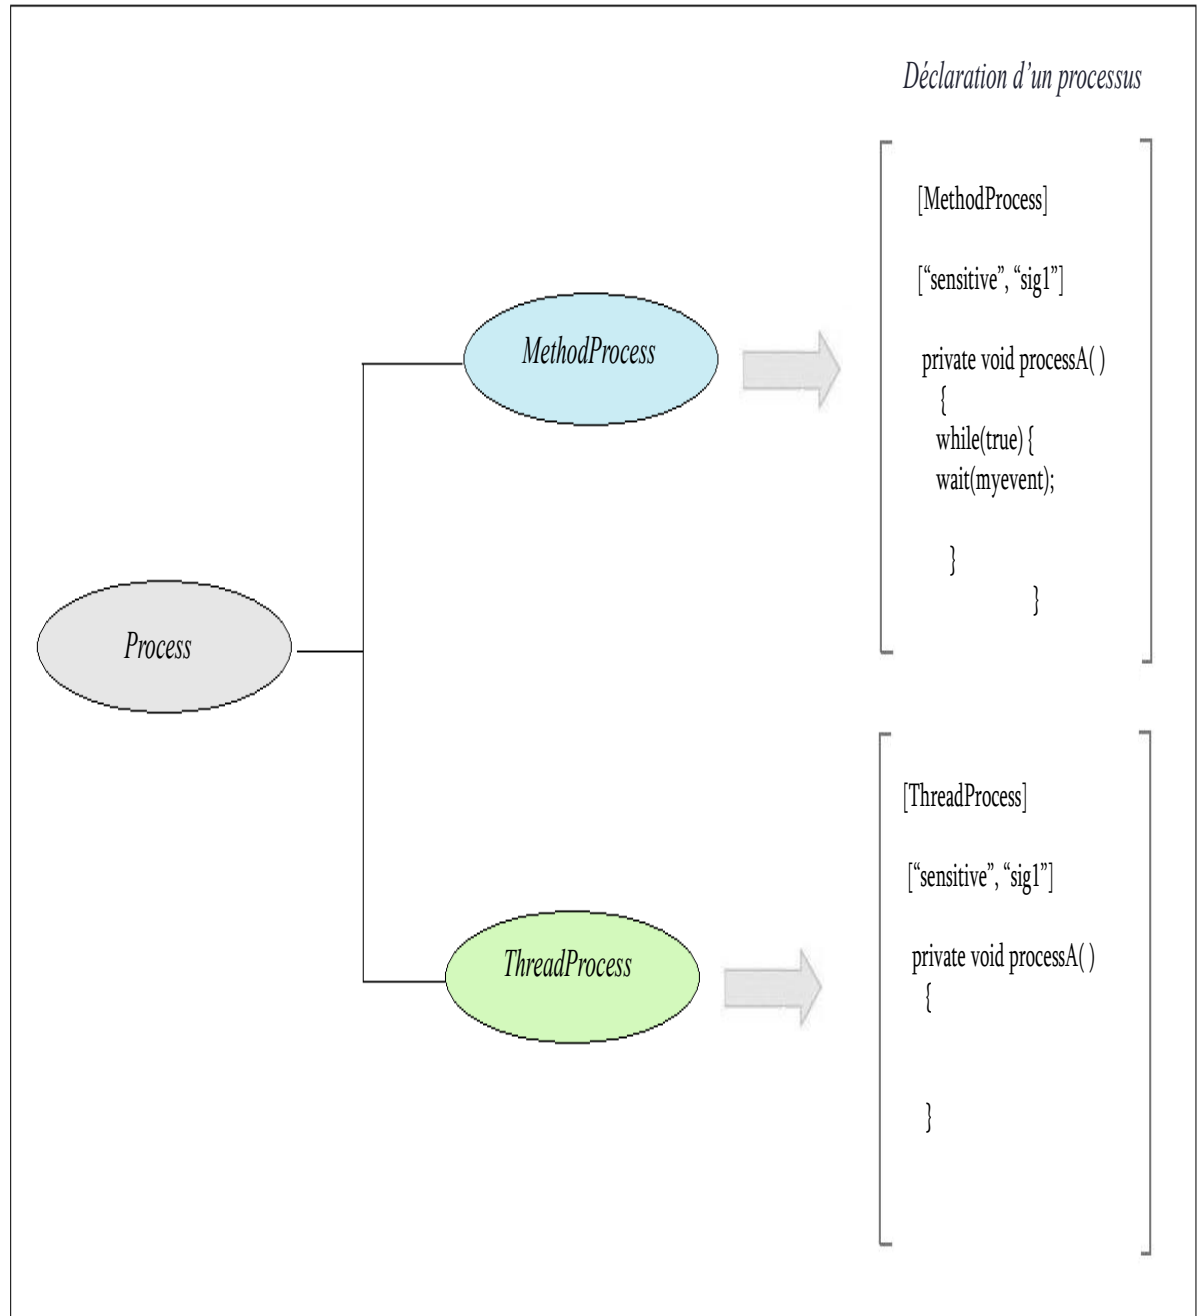 Déclaration d’un processus
[MethodProcess]
[“sensitive”, “sig1”]
MethodProcess
private void processA( )
{
while(true) {
wait(myevent);
}
}
Process
[ThreadProcess]
[“sensitive”, “sig1”]
ThreadProcess
private void processA( )
{
}